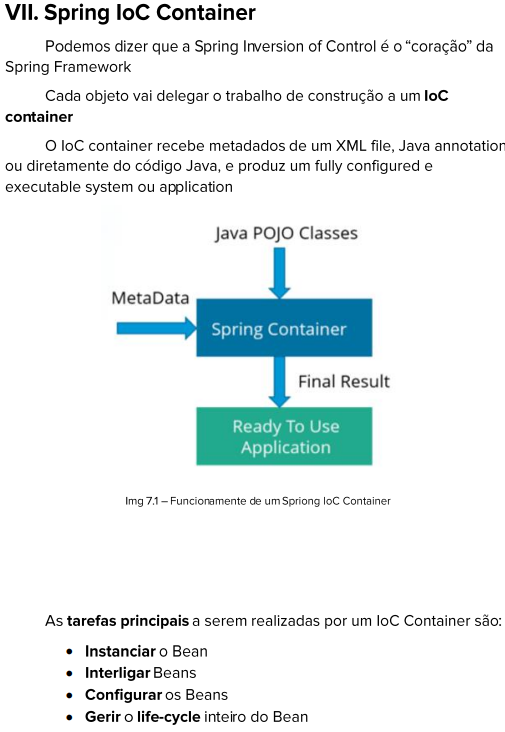 VII. Spring IoC Container
Podemos dizer que a Spring Inversion of Control é o “coração” da
Spring Framework
Cada objeto vai delegar o trabalho de construção a um IoC
container
O IoC container recebe metadados de um XML file, Java annotation
ou diretamente do código Java, e produz um fully configured e
executable system ou application
Java POJO Classes
MetaData
Spring Container
Final Result
Ready To Use
Application
Img 7.1 – Funcionamente de um Spriong IoC Container
As tarefas principais a serem realizadas por um IoC Container são:
• Instanciar o Bean
• Interligar Beans
• Configurar os Beans
• Gerir o life-cycle inteiro do Bean